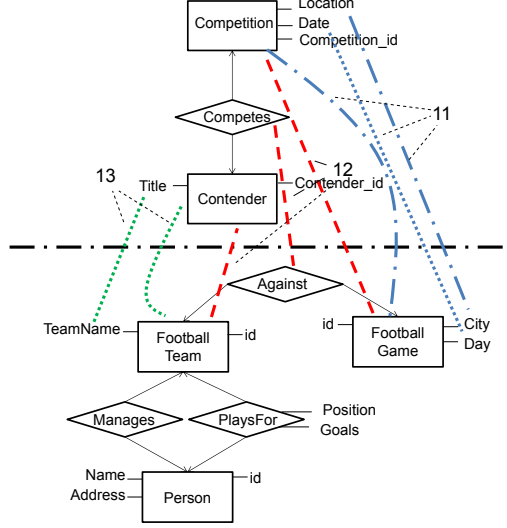 Location
Competition
Date
Competition_id
11
Competes
12
13
Title
Contender_id
Contender
Against
TeamName
id
id
City
Football
Team
Football
Game
Day
Manages
PlaysFor
Position
Goals
Name
id
Address
Person